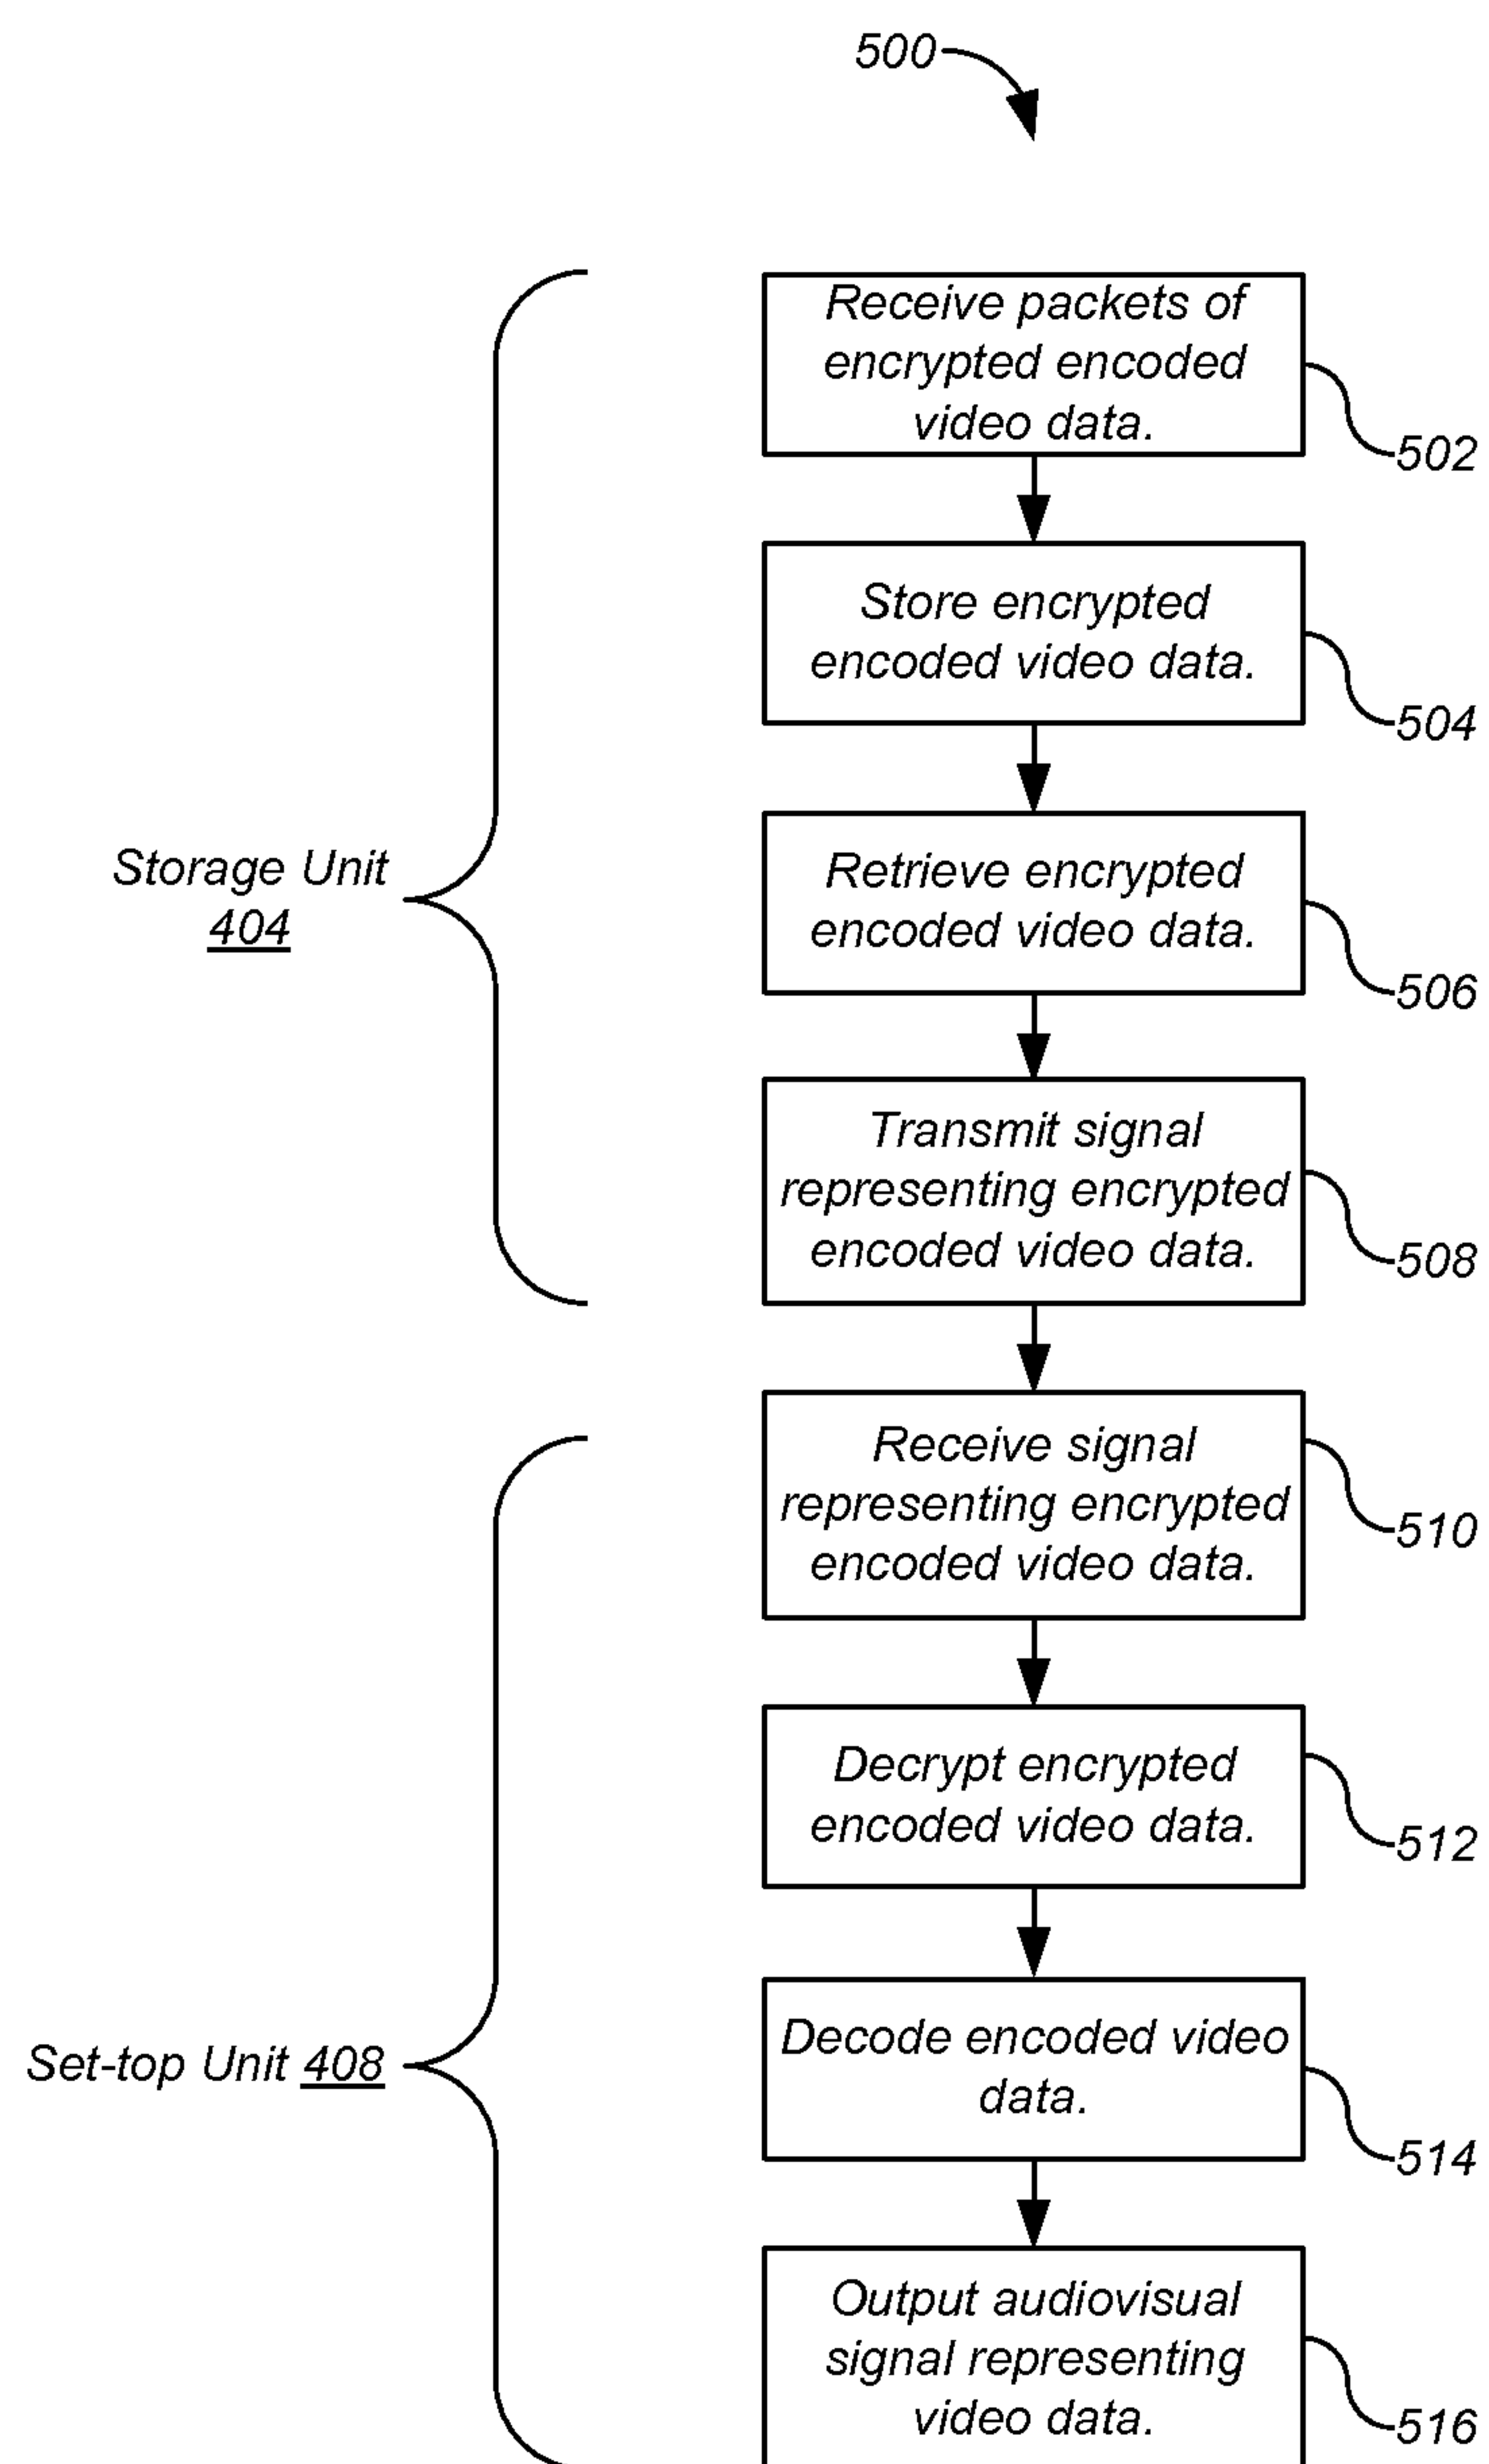 500
Receive packets of
encrypted encoded
video data.
502
Store encrypted
encoded video data.
504
Storage Unit
404
Retrieve encrypted
encoded video data.
506
Transmit signal
representing encrypted
encoded video data.
508
Receive signal
representing encrypted
encoded video data.
510
Decrypt encrypted
encoded video data.
512
Set-top Unit 408
Decode encoded video
data.
514
Output audiovisual
signal representing
video data.
516